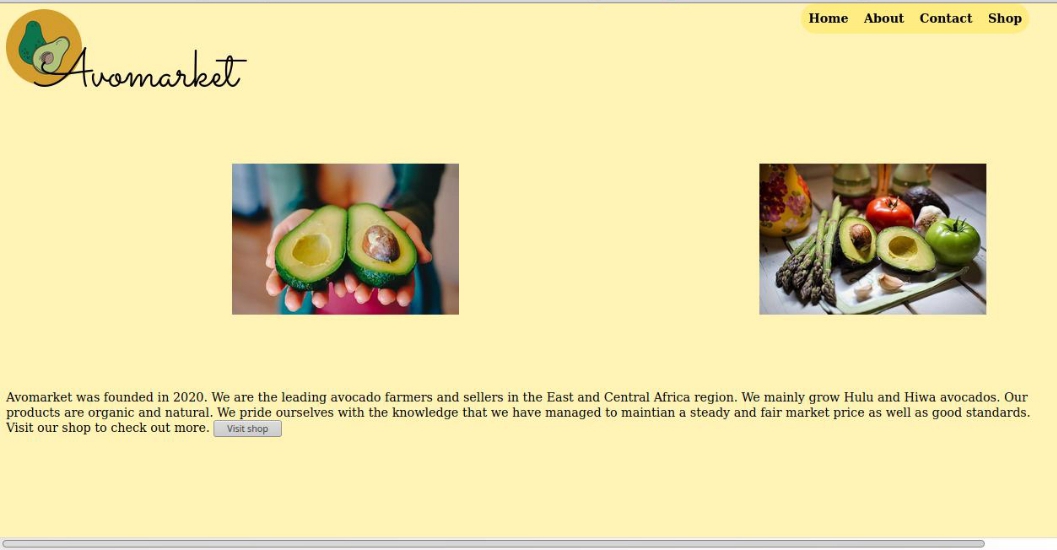 Home About Contact Shop
Avomarket
Avomarket was founded in 2020. We are the leading avocado farmers and sellers in the East and Central Africa region. We mainly grow Hulu and Hiwa avocados. Our
products are organic and natural. We pride ourselves with the knowledge that we have managed to maintian a steady and fair market price as well as good standards.
Visit our shop to check out more. Visit shop